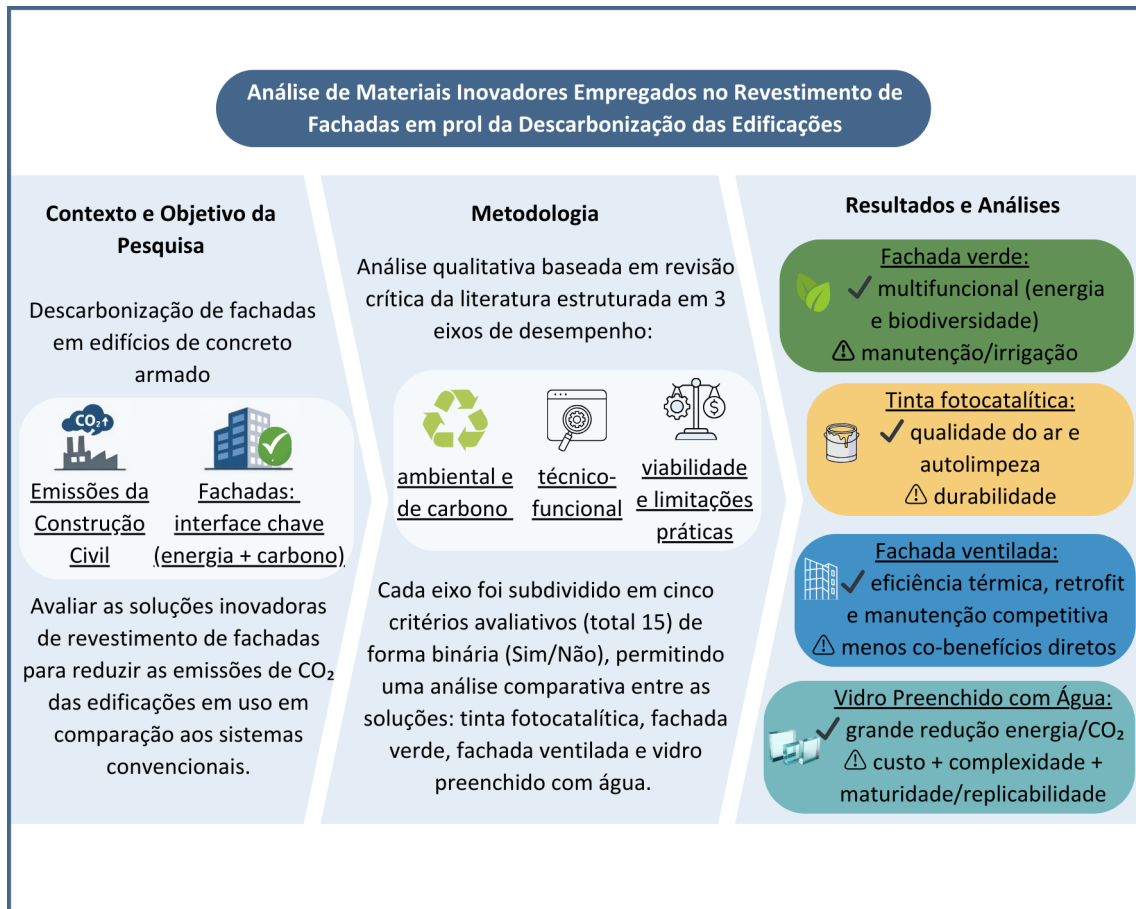 Análise de Materiais Inovadores Empregados no Revestimento de
Fachadas em prol da Descarbonização das Edificações
Contexto e Objetivo da
Pesquisa
Descarbonização de fachadas
em edifícios de concreto
armado
CO₂↑
Emissões da
Construção
Civil
Fachadas:
interface chave
(energia + carbono)
Avaliar as soluções inovadoras
de revestimento de fachadas
para reduzir as emissões de CO₂
das edificações em uso em
comparação aos sistemas
convencionais.
Metodologia
Análise qualitativa baseada em revisão
crítica da literatura estruturada em 3
eixos de desempenho:
ambiental e
de carbono
técnico-
funcional
$
viabilidade
e limitações
práticas
Cada eixo foi subdividido em cinco
critérios avaliativos (total 15) de
forma binária (Sim/Não), permitindo
uma análise comparativa entre as
soluções: tinta fotocatalítica, fachada
verde, fachada ventilada e vidro
preenchido com água.
Resultados e Análises
Fachada verde:
✓ multifuncional (energia
e biodiversidade)
⚠ manutenção/irrigação
Tinta fotocatalítica:
✓ qualidade do ar e
autolimpeza
⚠ durabilidade
Fachada ventilada:
✓ eficiência térmica, retrofit
e manutenção competitiva
⚠ menos co-benefícios diretos
Vidro Preenchido com Água:
✓ grande redução energia/CO₂
⚠ custo + complexidade +
maturidade/replicabilidade